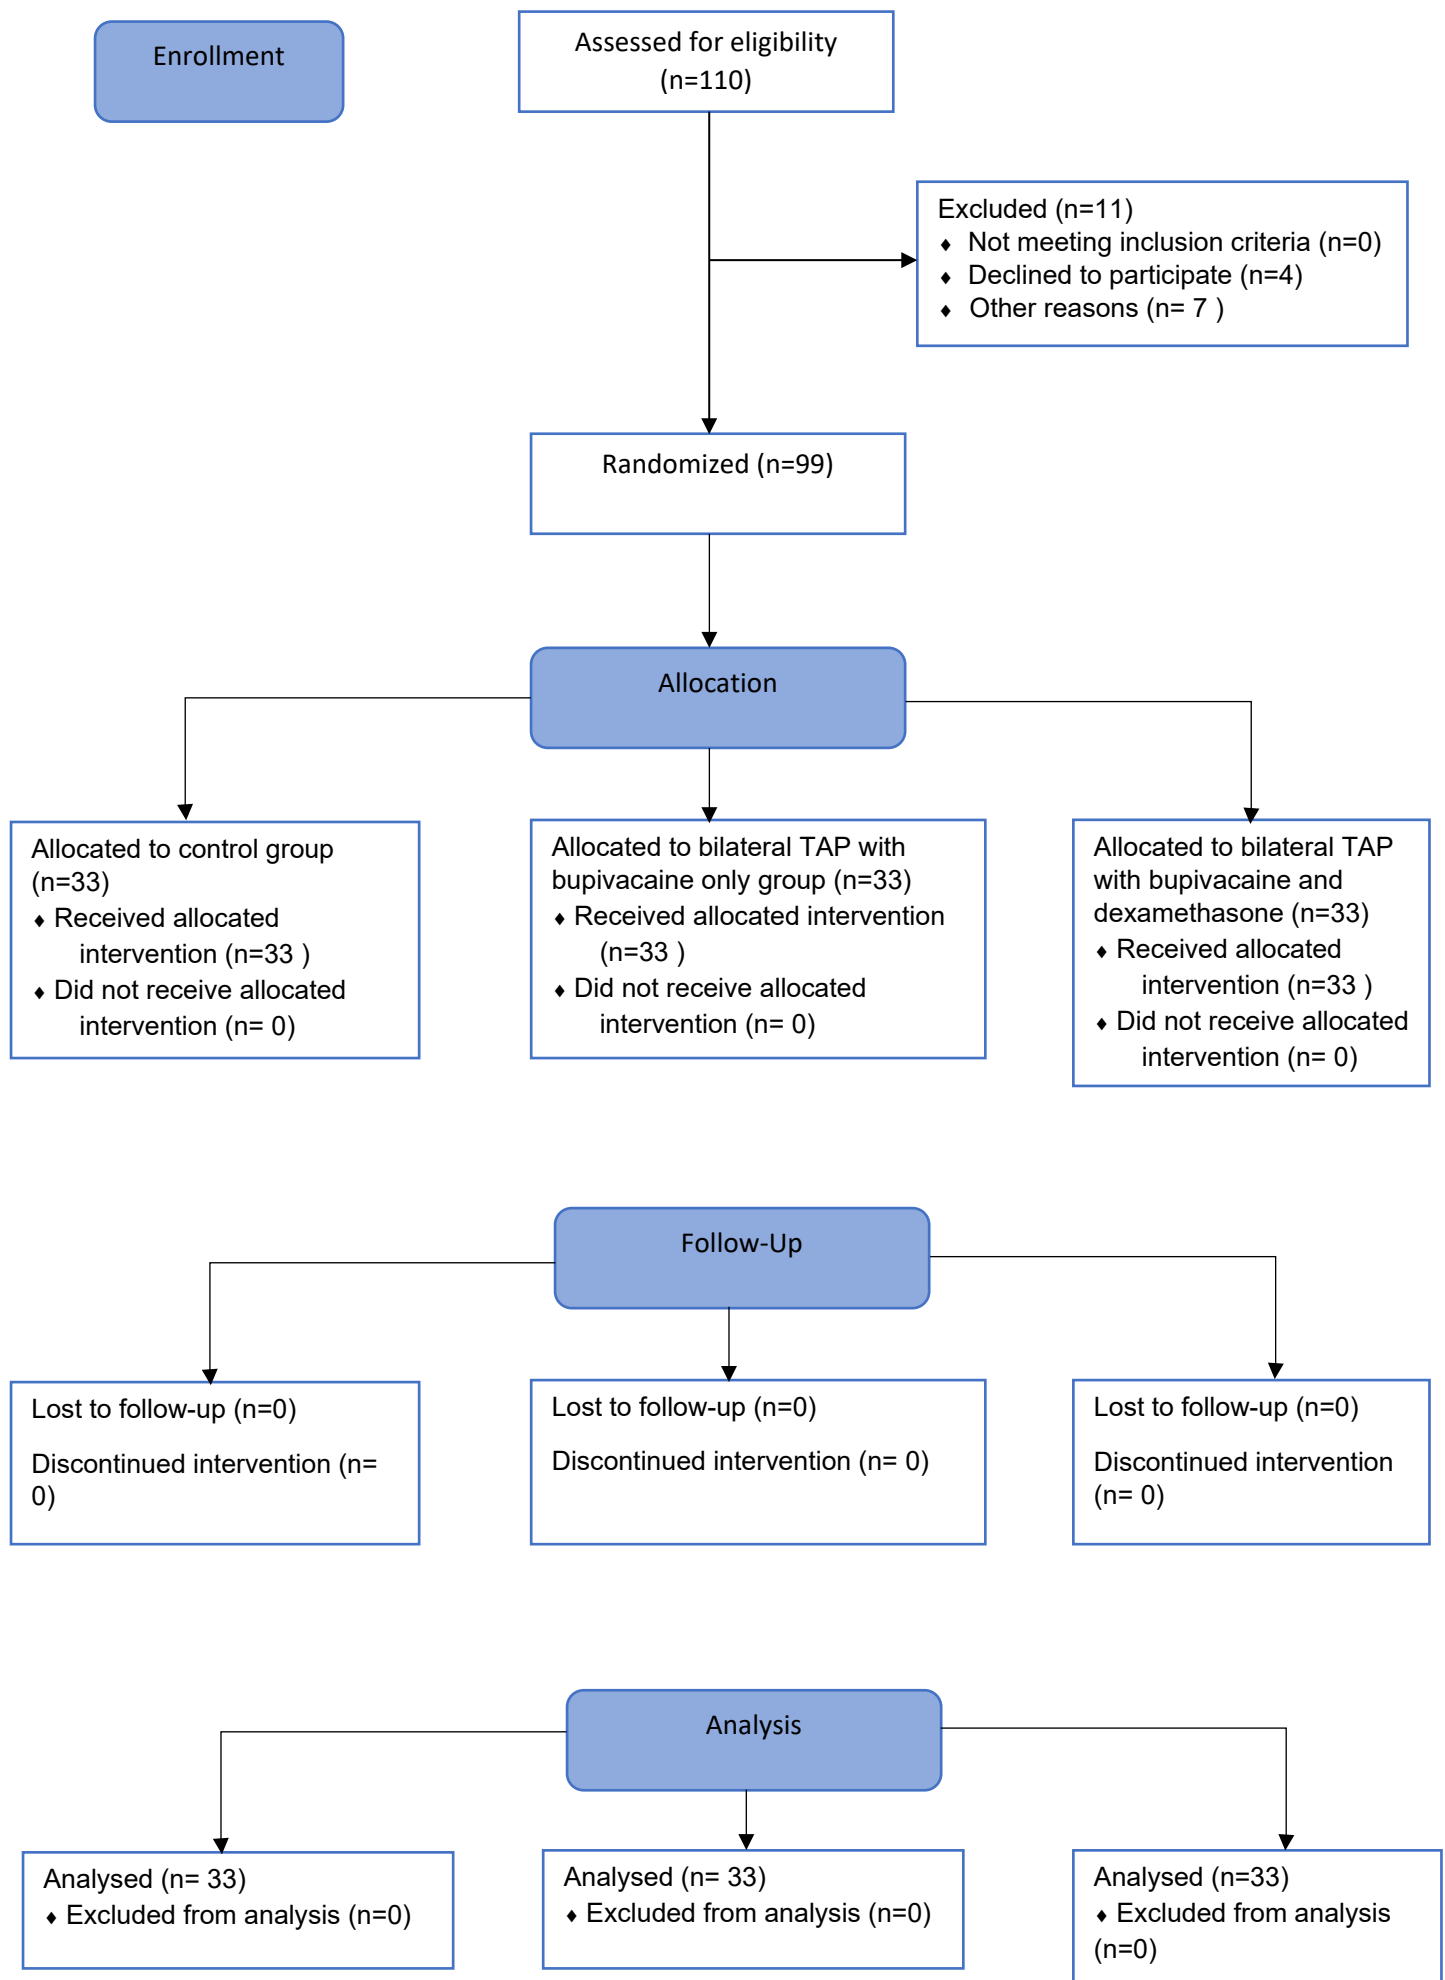 Enrollment
Assessed for eligibility
(n=110)
Excluded (n=11)
♦ Not meeting inclusion criteria (n=0)
♦ Declined to participate (n=4)
♦ Other reasons (n= 7 )
Randomized (n=99)
Allocation
Allocated to control group
(n=33)
♦ Received allocated
intervention (n=33 )
♦ Did not receive allocated
intervention (n= 0)
Allocated to bilateral TAP with
bupivacaine only group (n=33)
♦ Received allocated intervention
(n=33 )
♦ Did not receive allocated
intervention (n= 0)
Allocated to bilateral TAP
with bupivacaine and
dexamethasone (n=33)
♦ Received allocated
intervention (n=33 )
♦ Did not receive allocated
intervention (n= 0)
Follow-Up
Lost to follow-up (n=0)
Discontinued intervention (n=
0)
Lost to follow-up (n=0)
Discontinued intervention (n= 0)
Lost to follow-up (n=0)
Discontinued intervention
(n= 0)
Analysis
Analysed (n= 33)
♦ Excluded from analysis (n=0)
Analysed (n= 33)
♦ Excluded from analysis (n=0)
Analysed (n=33)
♦ Excluded from analysis
(n=0)